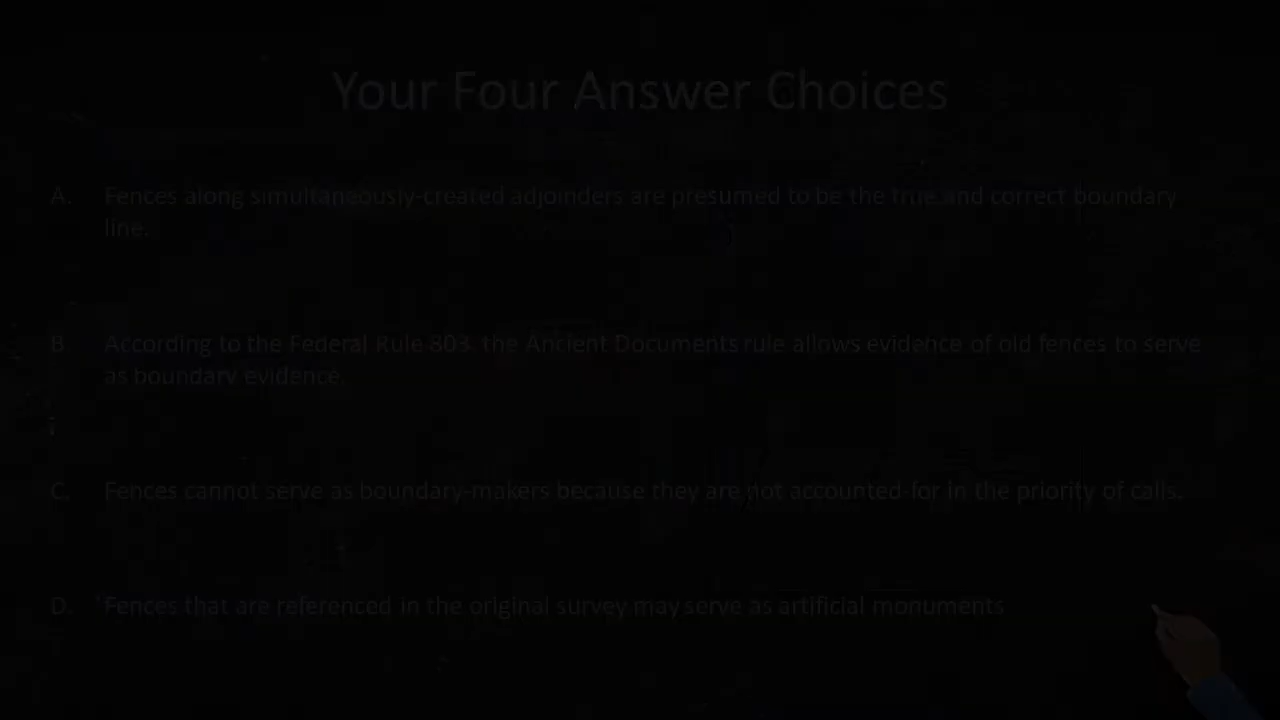 Your Four Answer Choices
A. Fences along simultaneously-created adjoinders are presumed to be the true and correct boundary
line.
B. According to the Federal Rule 803, the Ancient Documents rule allows evidence of old fences to serve
as boundary evidence.
C. Fences cannot serve as boundary-makers because they are not accounted-for in the priority of calls.
D. Fences that are referenced in the original survey may serve as artificial monuments